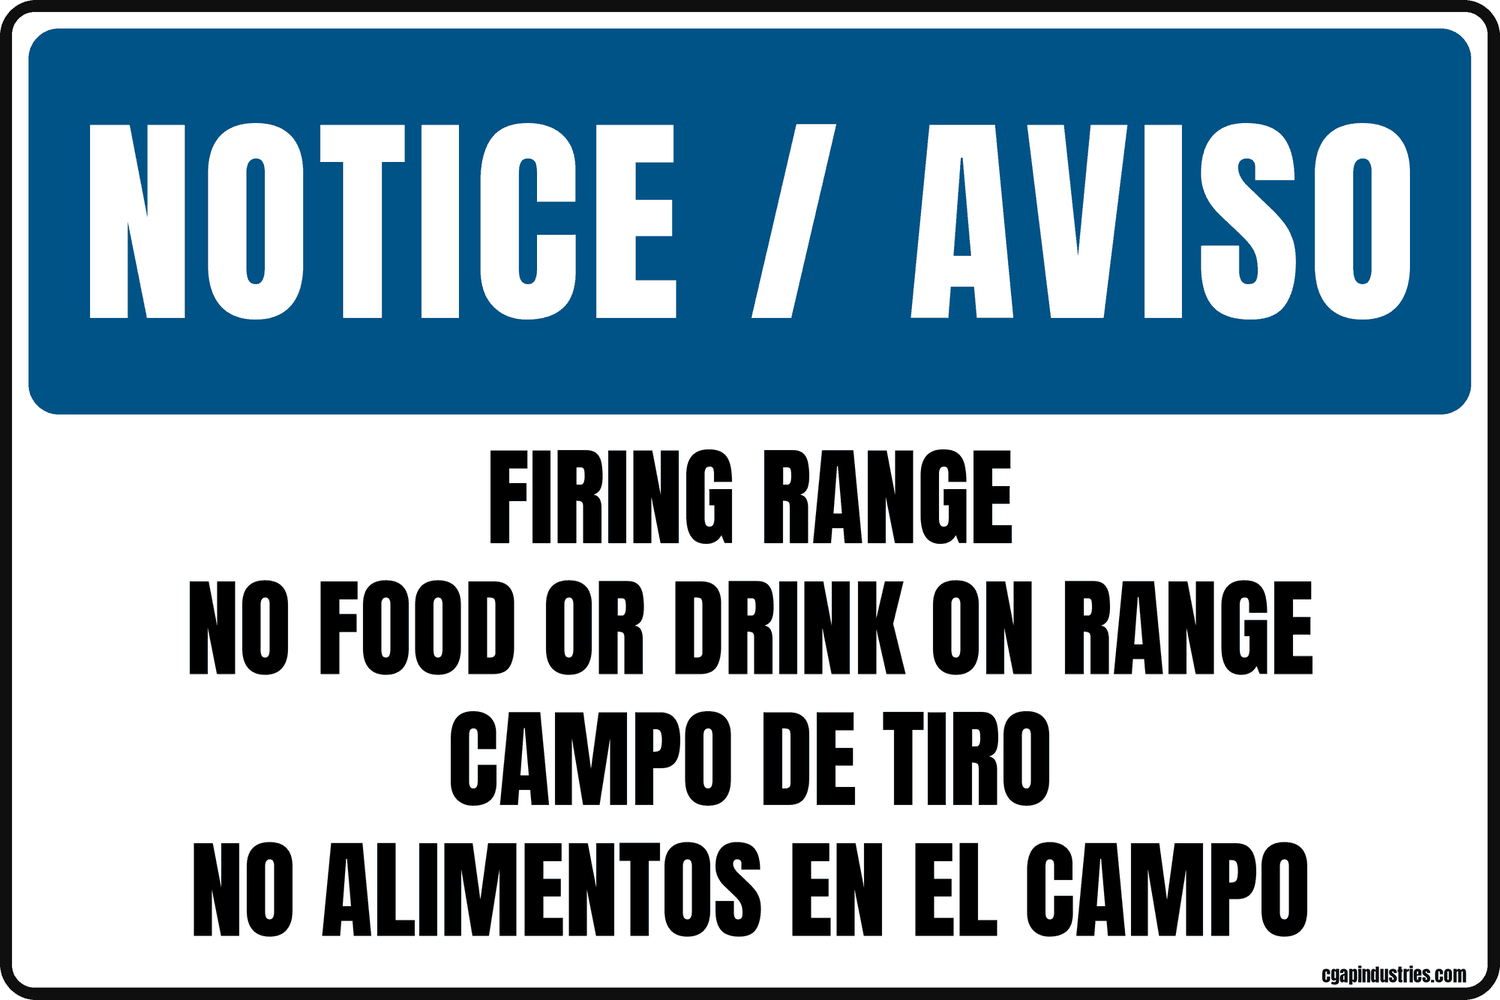 NOTICE / AVISO
FIRING RANGE
NO FOOD OR DRINK ON RANGE
CAMPO DE TIRO
NO ALIMENTOS EN EL CAMPO
cgapindustries.com